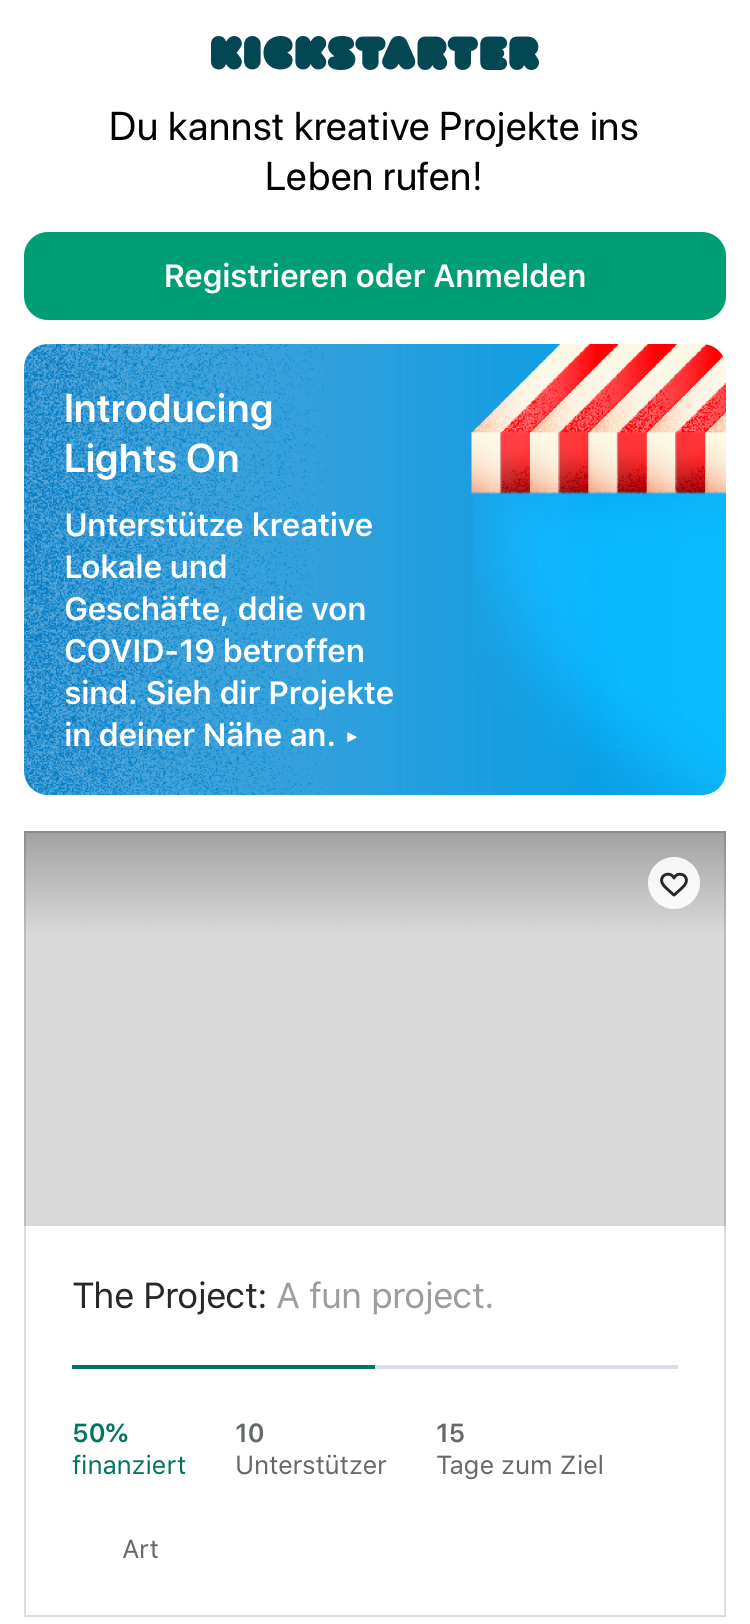 KICKSTARTER
Du kannst kreative Projekte ins
Leben rufen!
Registrieren oder Anmelden
Introducing
Lights On
Unterstütze kreative
Lokale und
Geschäfte, ddie von
COVID-19 betroffen
sind. Sieh dir Projekte
in deiner Nähe an. ▸
The Project: A fun project.
50% 10 15
finanziert Unterstützer Tage zum Ziel
Art